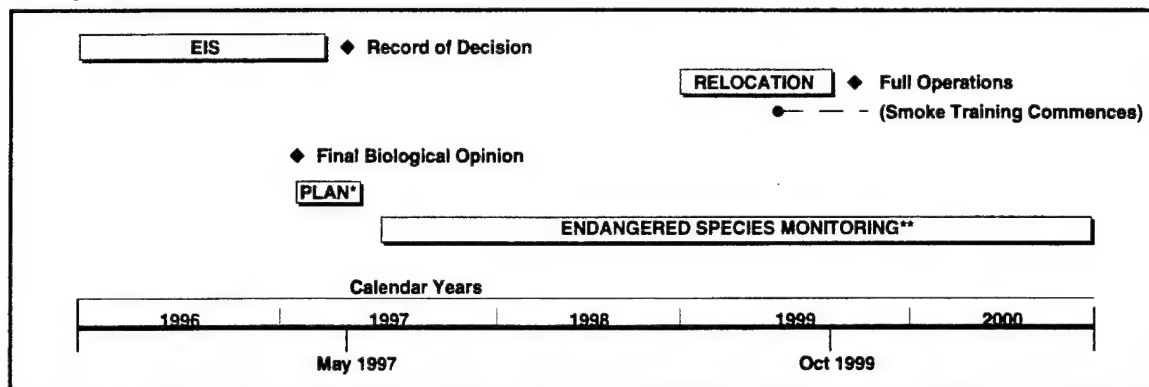 EIS
Record of Decision
RELOCATION
Full Operations
(Smoke Training Commences)
Final Biological Opinion
PLAN*
ENDANGERED SPECIES MONITORING**
Calendar Years
1996 1997 1998 1999 2000
May 1997 Oct 1999